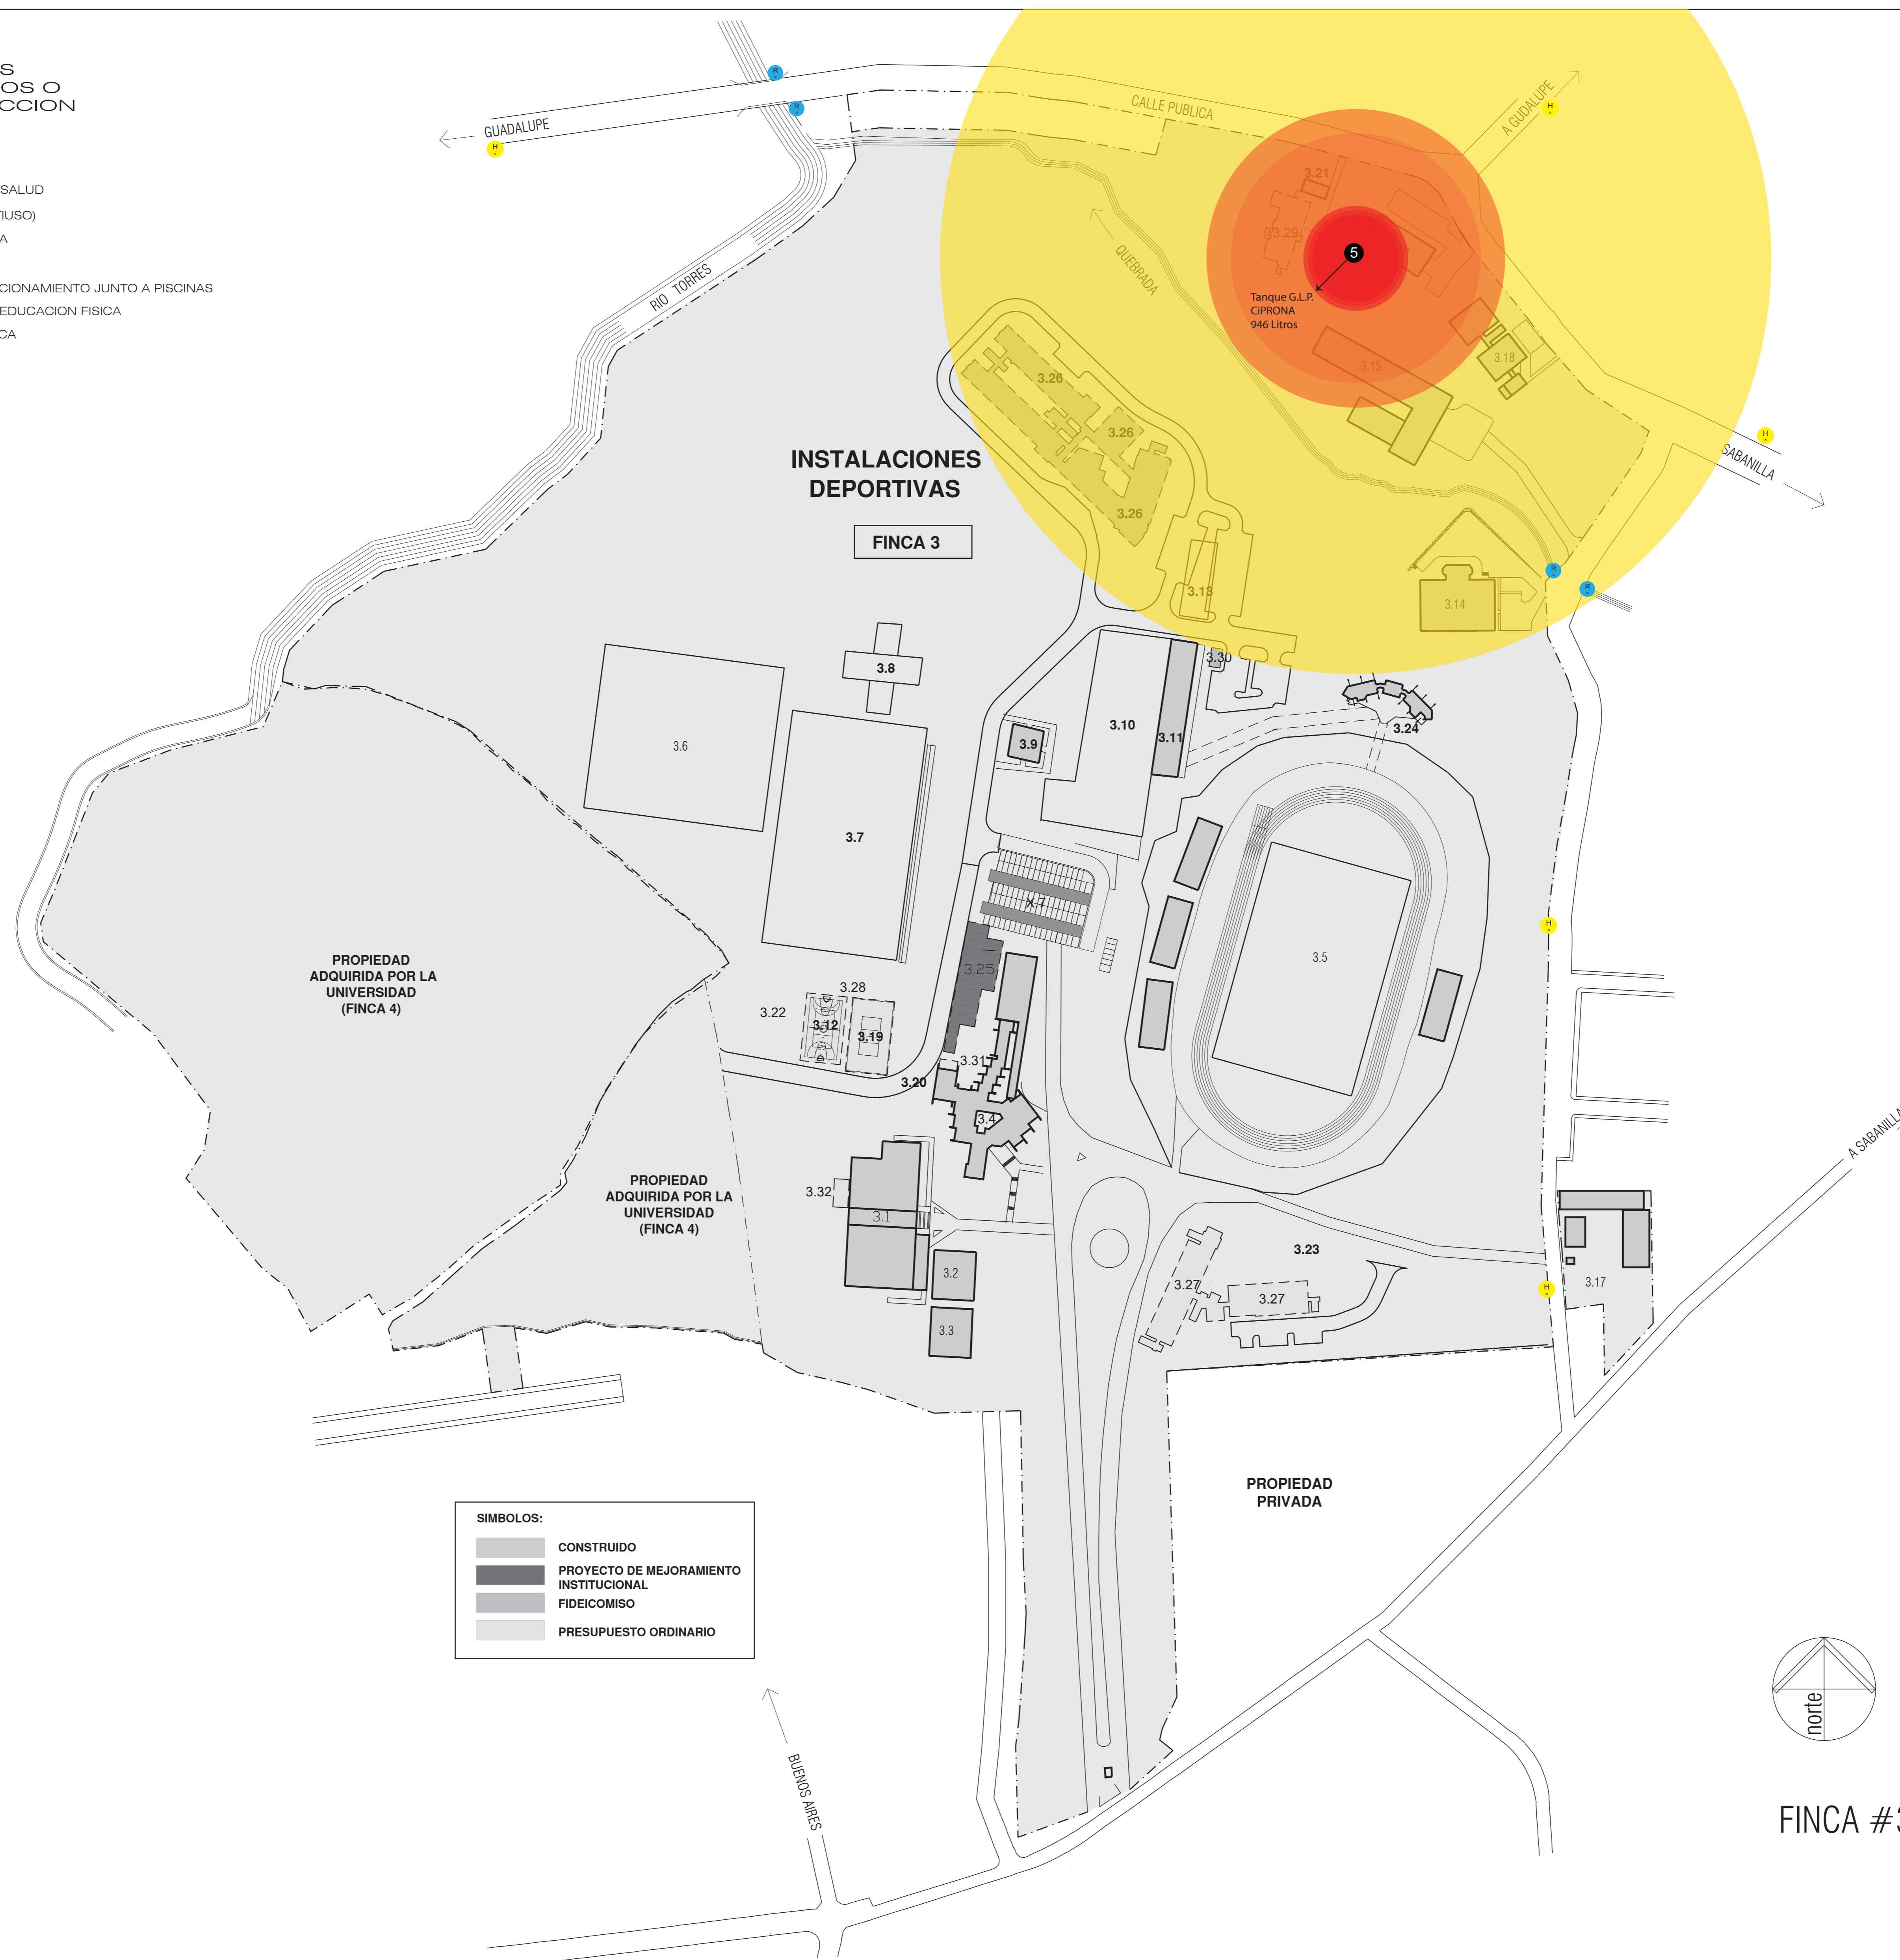 S
OS O
CCION
SALUD
TIUSO)
A
CIONAMIENTO JUNTO A PISCINAS
EDUCACION FISICA
CA
R
R
H
GUADALUPE
CALLE PUBLICA
A GUDALUPE
H
3.21
3.29
5
Tanque G.L.P.
CiPRONA
946 Litros
QUEBRADA
RIO TORRES
3.15
3.18
3.26
3.26
3.26
H
SABANILLA
INSTALACIONES
DEPORTIVAS
FINCA 3
R
R
3.13
3.14
3.30
3.8
3.6
3.7
3.9
3.10
3.11
3.24
X.7
H
3.5
3.25
PROPIEDAD
ADQUIRIDA POR LA
UNIVERSIDAD
(FINCA 4)
3.28
3.22
3.12
3.19
3.31
3.20
3.4
A SABANILLA
PROPIEDAD
ADQUIRIDA POR LA
UNIVERSIDAD
(FINCA 4)
3.32
3.1
3.2
3.3
3.23
3.27
3.27
H
3.17
PROPIEDAD
PRIVADA
SIMBOLOS:
CONSTRUIDO
PROYECTO DE MEJORAMIENTO
INSTITUCIONAL
FIDEICOMISO
PRESUPUESTO ORDINARIO
norte
BUENOS AIRES
FINCA #3